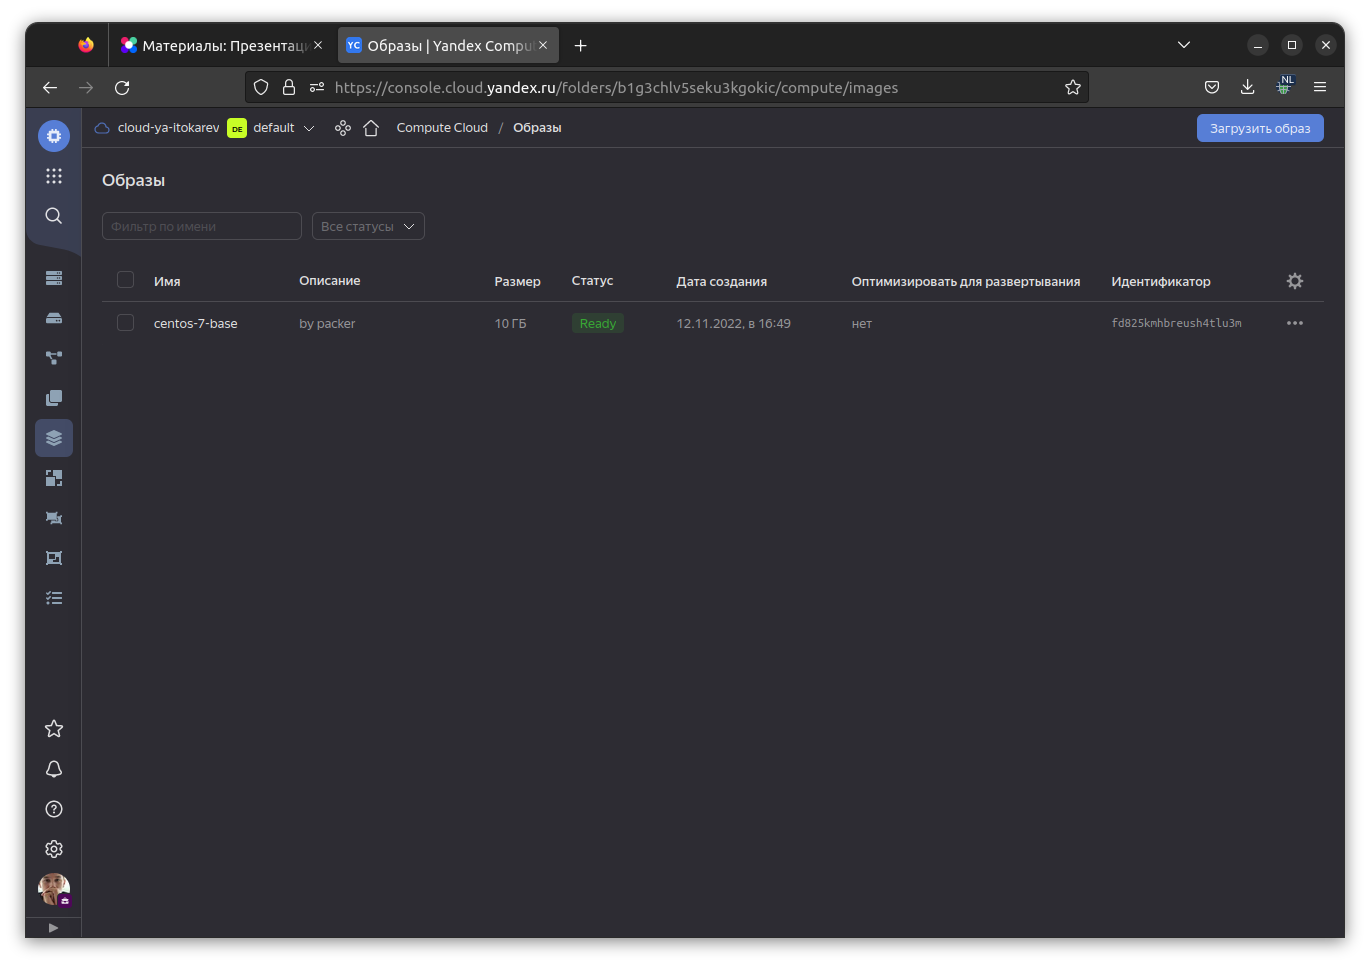 Материалы: Презентаци
Образы | Yandex Compu
https://console.cloud.yandex.ru/folders/b1g3chlv5seku3kgokic/compute/images
NL
cloud-ya-itokarev DE default Compute Cloud / Образы
Загрузить образ
Образы
Фильтр по имени Все статусы
Имя Описание Размер Статус Дата создания Оптимизировать для развертывания Идентификатор
centos-7-base by packer 10 ГБ Ready 12.11.2022, в 16:49 нет fd825kmhbreush4tlu3m